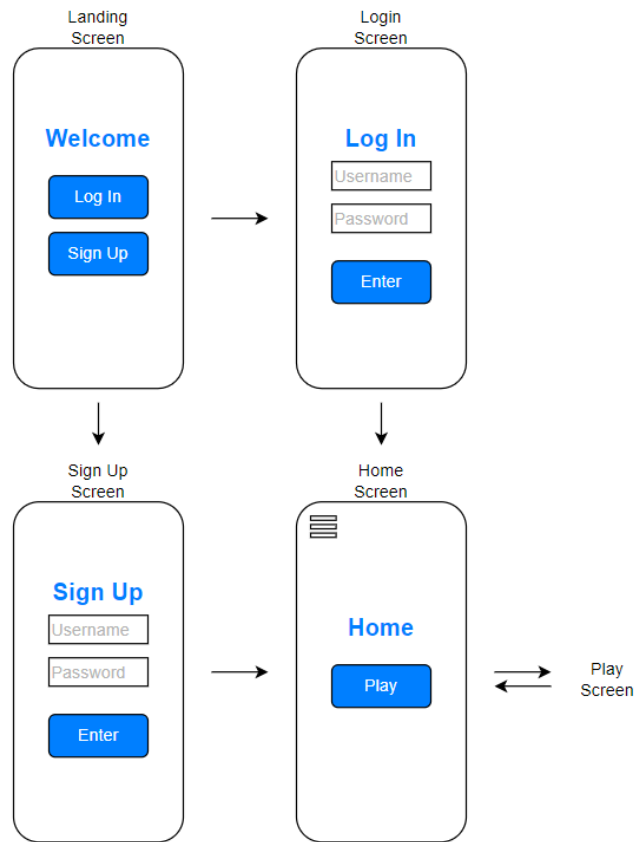 Landing
Screen
Welcome
Log In
Sign Up
Login
Screen
Log In
Username
Password
Enter
Sign Up
Screen
Sign Up
Username
Password
Enter
Home
Screen
Home
Play
Play
Screen